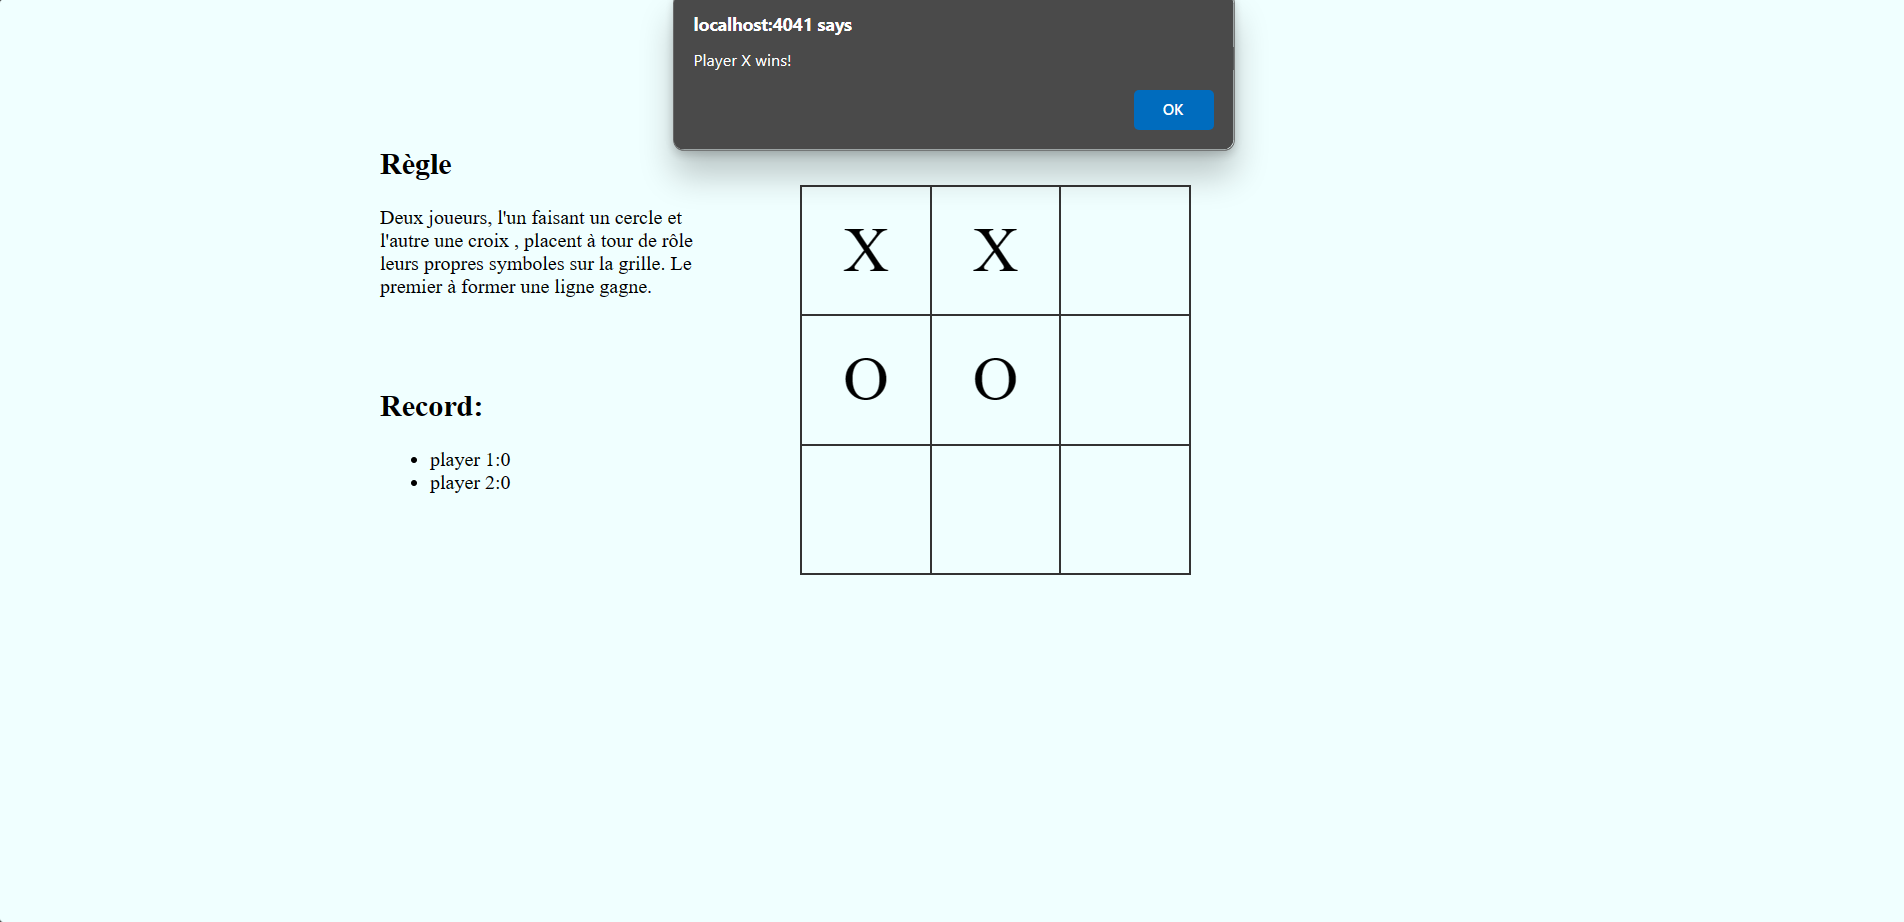 localhost:4041 says
Player X wins!
OK
Règle
Deux joueurs, l'un faisant un cercle et
l'autre une croix , placent à tour de rôle
leurs propres symboles sur la grille. Le
premier à former une ligne gagne.
Record:
player 1:0
player 2:0
X X
O O